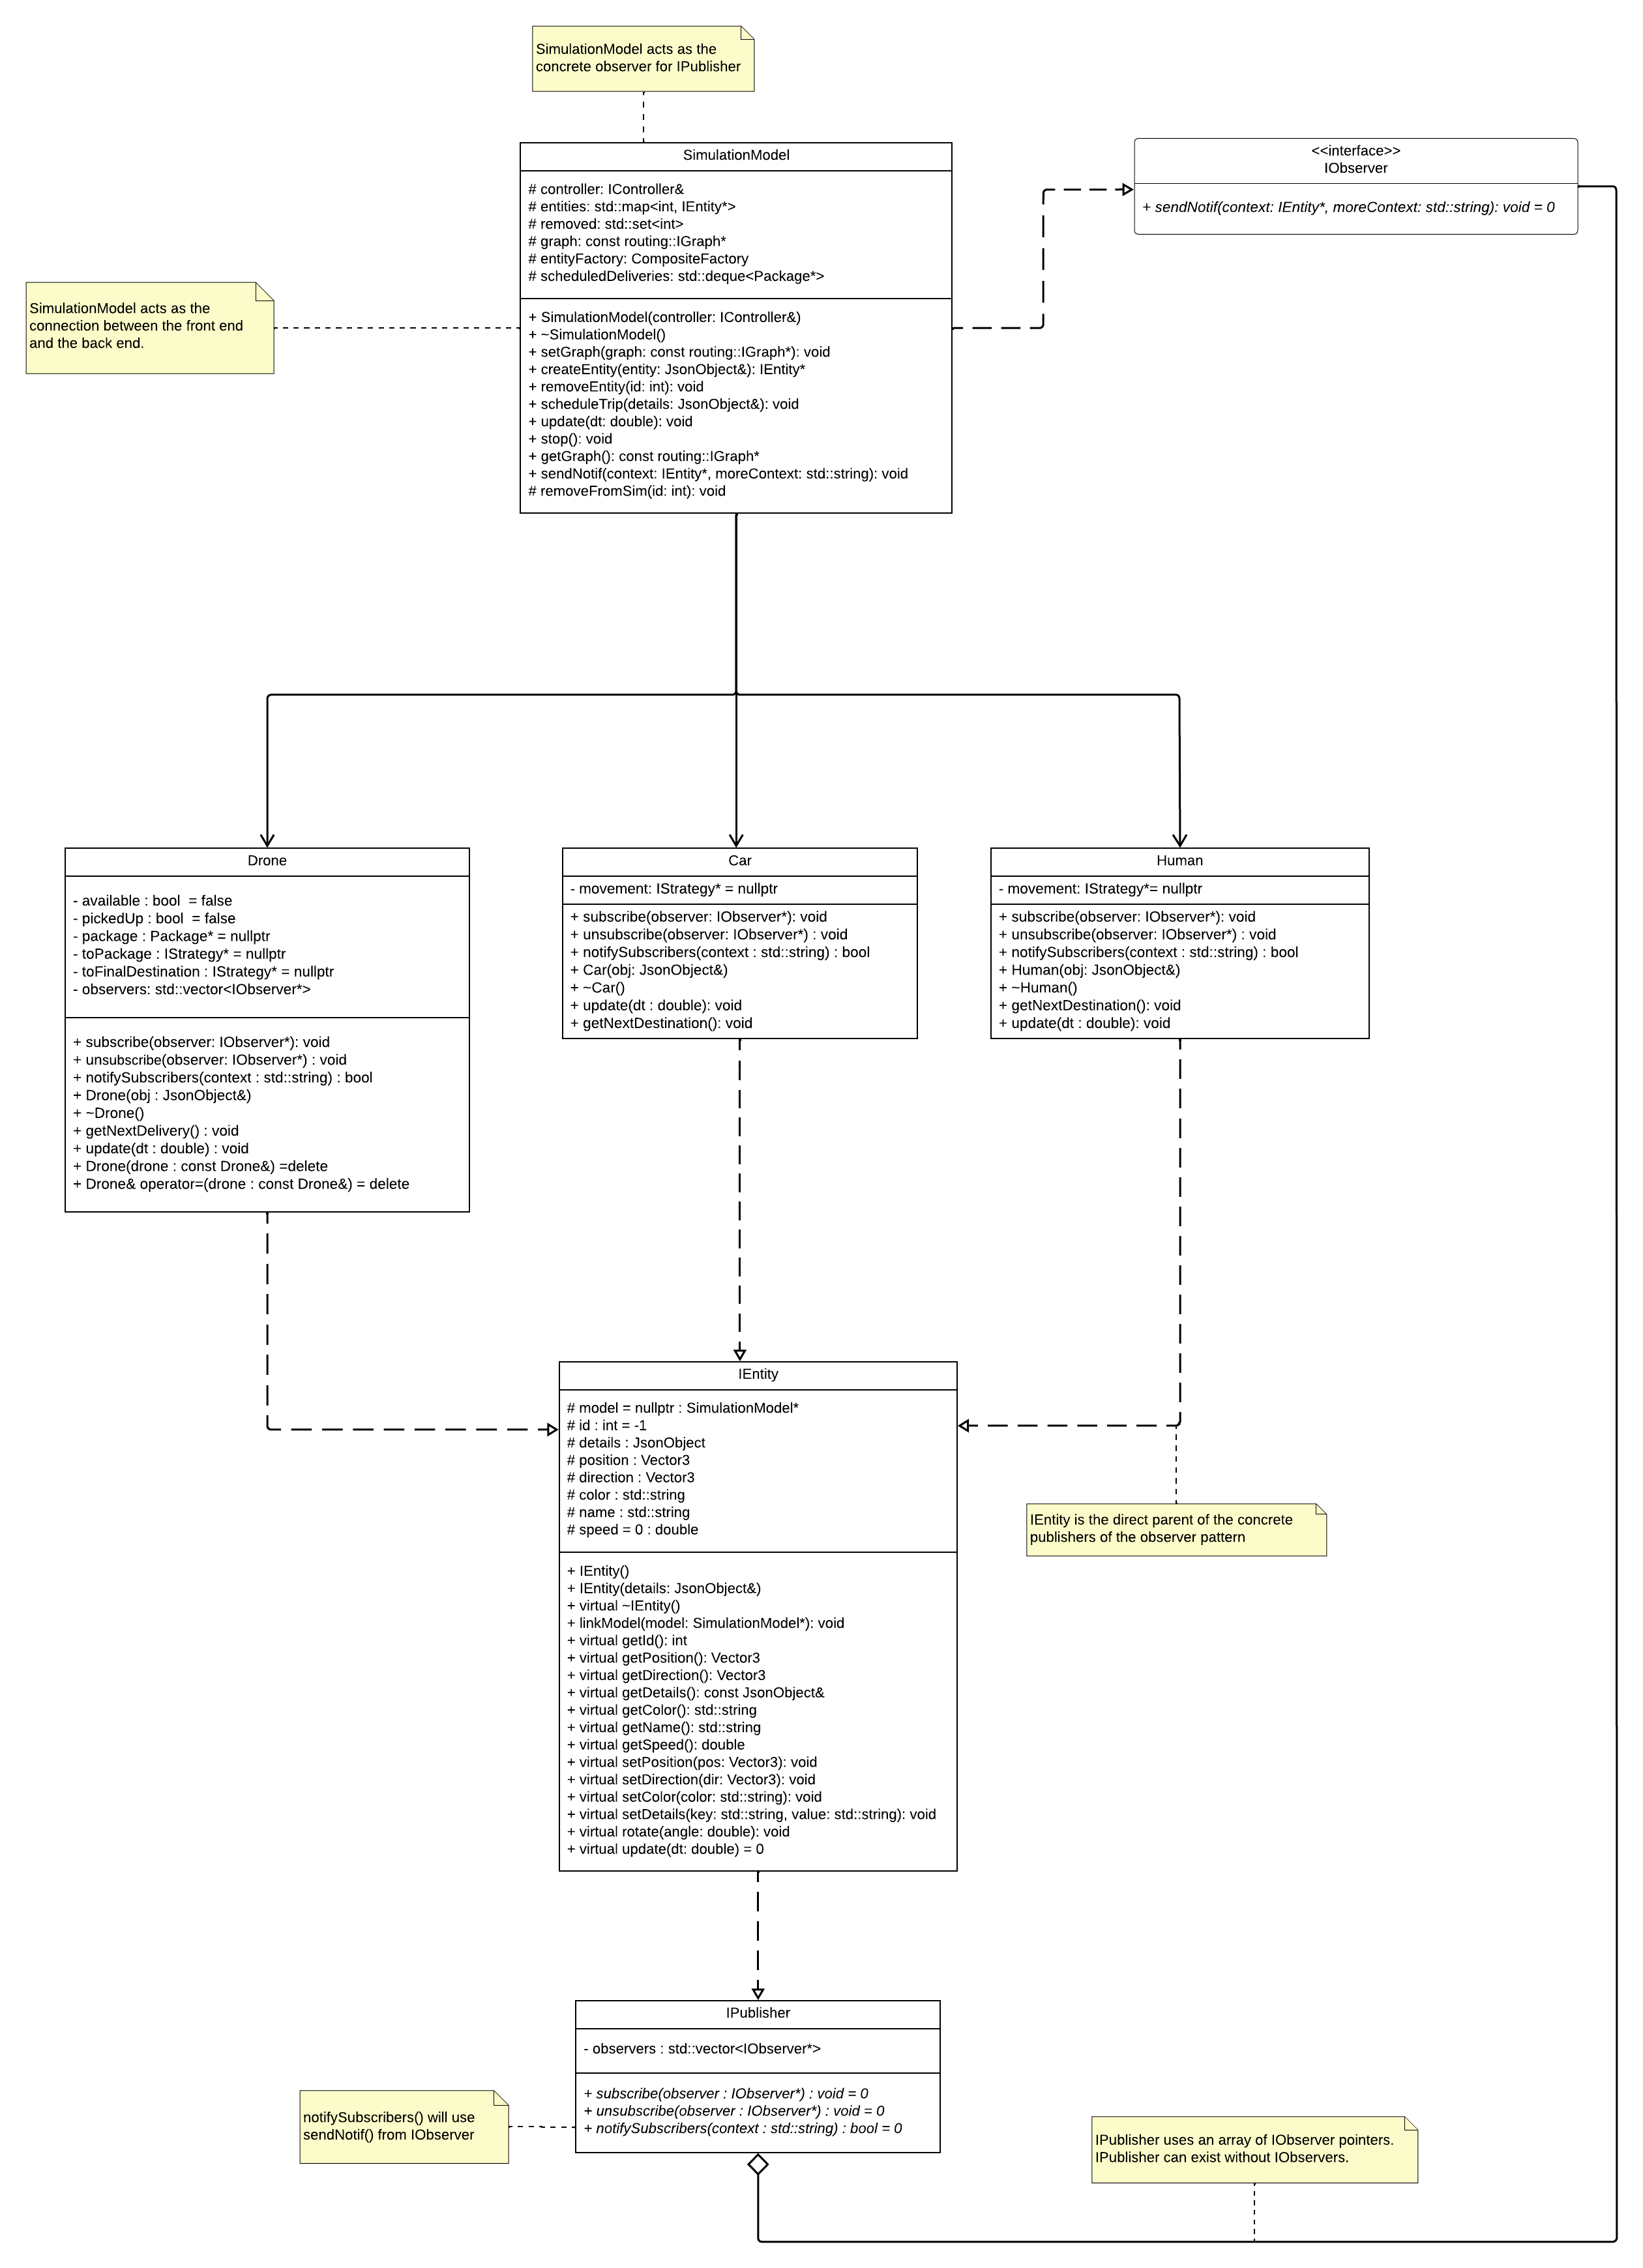 SimulationModel acts as the
concrete observer for IPublisher
SimulationModel
# controller: IController&
# entities: std::map<int, IEntity*>
# removed: std::set<int>
# graph: const routing::IGraph*
# entityFactory: CompositeFactory
# scheduledDeliveries: std::deque<Package*>
+ SimulationModel(controller: IController&)
+ ~SimulationModel()
+ setGraph(graph: const routing::IGraph*): void
+ createEntity(entity: JsonObject&): IEntity*
+ removeEntity(id: int): void
+ scheduleTrip(details: JsonObject&): void
+ update(dt: double): void
+ stop(): void
+ getGraph(): const routing::IGraph*
+ sendNotif(context: IEntity*, moreContext: std::string): void
# removeFromSim(id: int): void
<<interface>>
IObserver
+ sendNotif(context: IEntity*, moreContext: std::string): void = 0
SimulationModel acts as the
connection between the front end
and the back end.
Drone
- available : bool  = false
- pickedUp : bool  = false
- package : Package* = nullptr
- toPackage : IStrategy* = nullptr
- toFinalDestination : IStrategy* = nullptr
- observers: std::vector<IObserver*>
+ subscribe(observer: IObserver*): void
+ unsubscribe(observer: IObserver*) : void
+ notifySubscribers(context : std::string) : bool
+ Drone(obj : JsonObject&)
+ ~Drone()
+ getNextDelivery() : void
+ update(dt : double) : void
+ Drone(drone : const Drone&) =delete
+ Drone& operator=(drone : const Drone&) = delete
Car
- movement: IStrategy* = nullptr
+ subscribe(observer: IObserver*): void
+ unsubscribe(observer: IObserver*) : void
+ notifySubscribers(context : std::string) : bool
+ Car(obj: JsonObject&)
+ ~Car()
+ update(dt : double): void
+ getNextDestination(): void
Human
- movement: IStrategy*= nullptr
+ subscribe(observer: IObserver*): void
+ unsubscribe(observer: IObserver*) : void
+ notifySubscribers(context : std::string) : bool
+ Human(obj: JsonObject&)
+ ~Human()
+ getNextDestination(): void
+ update(dt : double): void
IEntity
# model = nullptr : SimulationModel*
# id : int = -1
# details : JsonObject
# position : Vector3
# direction : Vector3
# color : std::string
# name : std::string
# speed = 0 : double
+ IEntity()
+ IEntity(details: JsonObject&)
+ virtual ~IEntity()
+ linkModel(model: SimulationModel*): void
+ virtual getId(): int
+ virtual getPosition(): Vector3
+ virtual getDirection(): Vector3
+ virtual getDetails(): const JsonObject&
+ virtual getColor(): std::string
+ virtual getName(): std::string
+ virtual getSpeed(): double
+ virtual setPosition(pos: Vector3): void
+ virtual setDirection(dir: Vector3): void
+ virtual setColor(color: std::string): void
+ virtual setDetails(key: std::string, value: std::string): void
+ virtual rotate(angle: double): void
+ virtual update(dt: double) = 0
IEntity is the direct parent of the concrete
publishers of the observer pattern
IPublisher
- observers : std::vector<IObserver*>
+ subscribe(observer : IObserver*) : void = 0
+ unsubscribe(observer : IObserver*) : void = 0
+ notifySubscribers(context : std::string) : bool = 0
notifySubscribers() will use
sendNotif() from IObserver
IPublisher uses an array of IObserver pointers.
IPublisher can exist without IObservers.